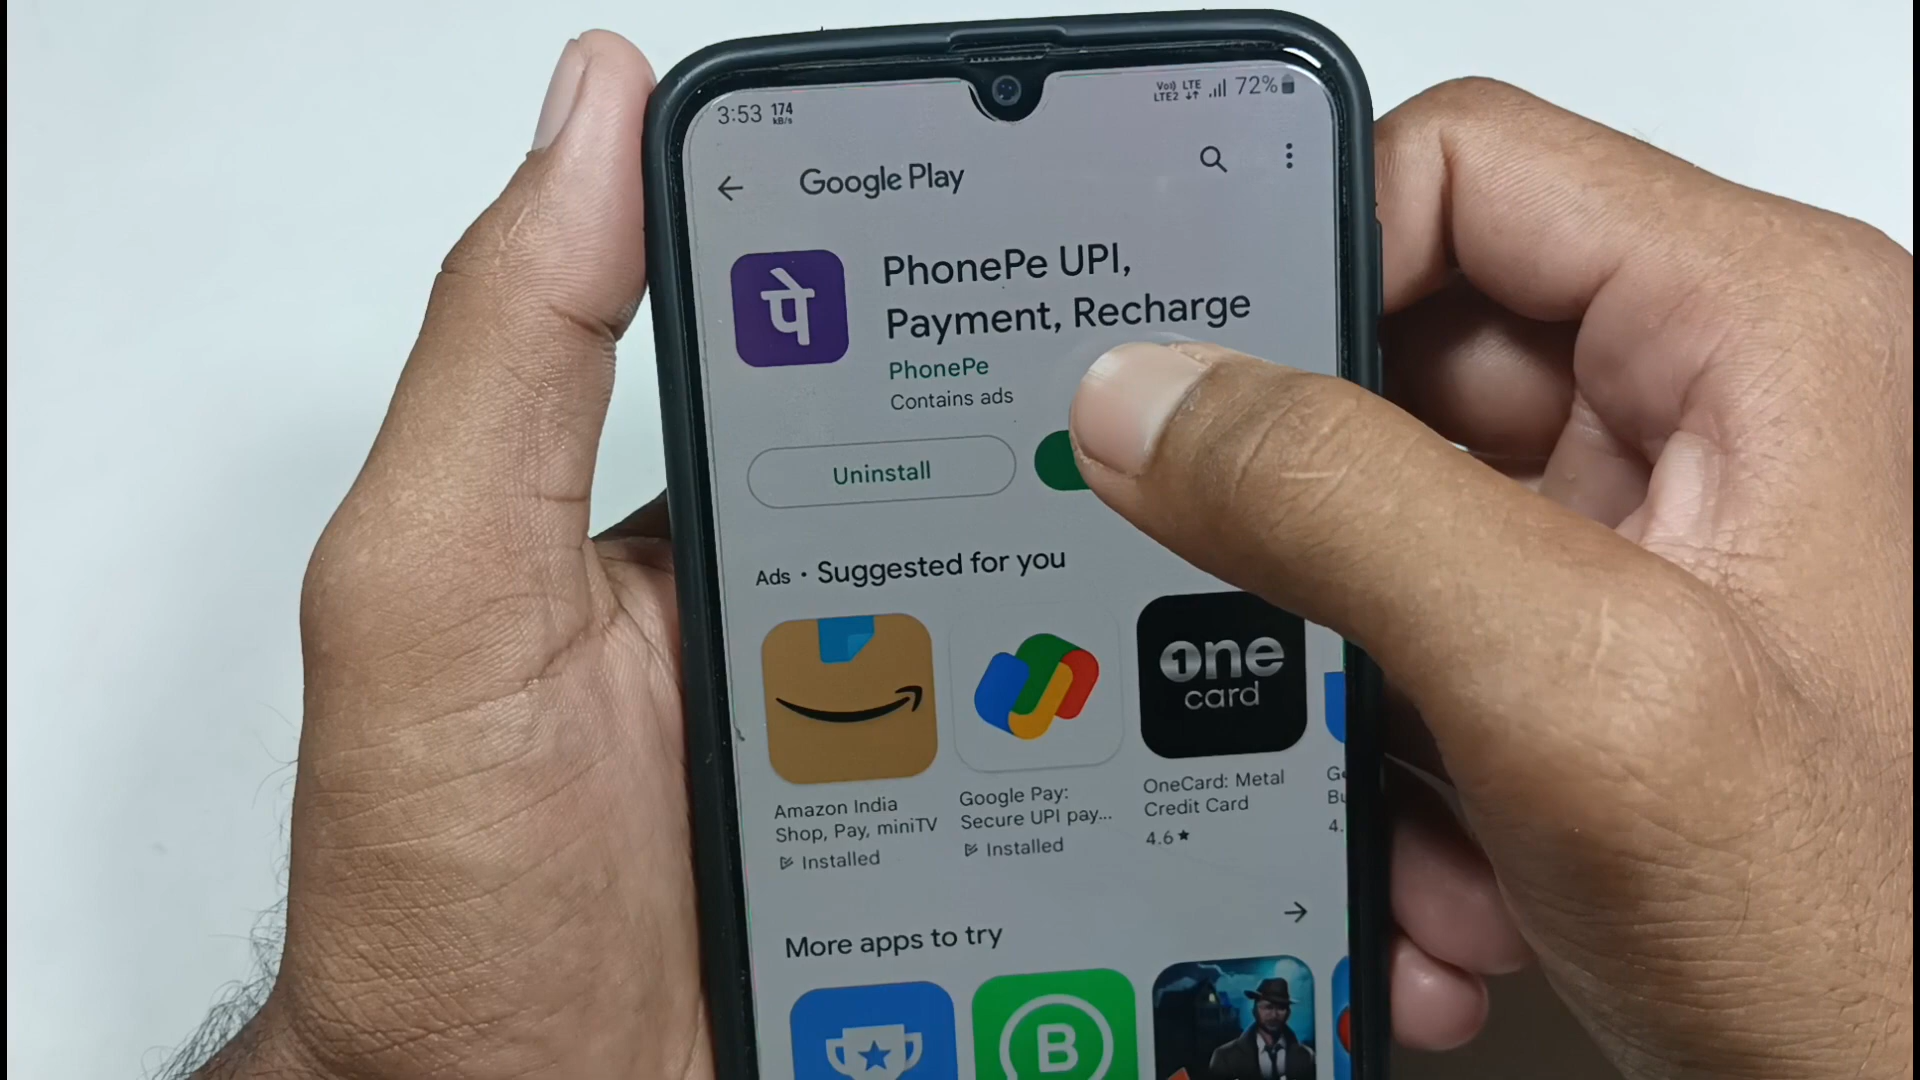 3:53 174 kB/s
Vo) LTE LTE2 72%
Google Play
पे
PhonePe UPI,
Payment, Recharge
PhonePe
Contains ads
Uninstall
Ads • Suggested for you
one
card
Amazon India
Shop, Pay, miniTV
Installed
Google Pay:
Secure UPI pay...
Installed
OneCard: Metal
Credit Card
4.6★
4.
More apps to try
B